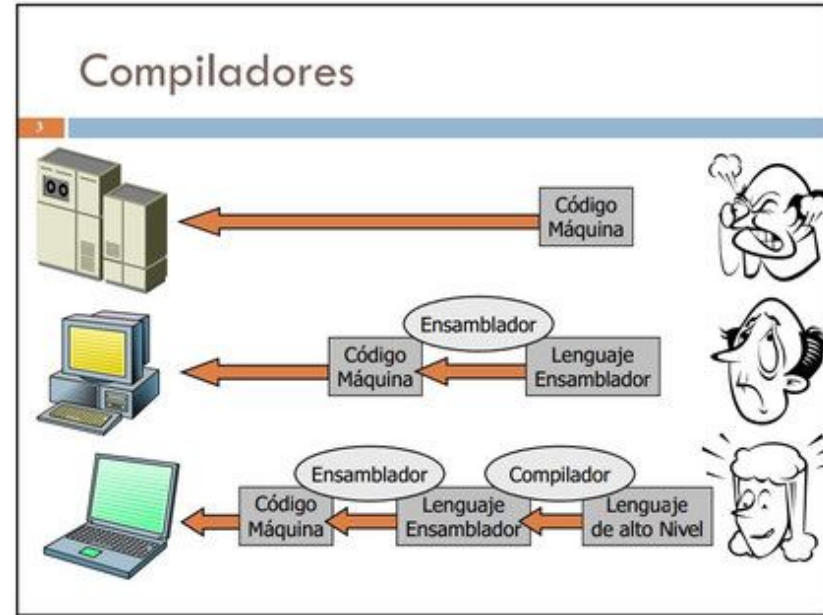 Compiladores
3
Código
Máquina
Ensamblador
Código
Máquina
Lenguaje
Ensamblador
Ensamblador
Compilador
Código
Máquina
Lenguaje
Ensamblador
Lenguaje
de alto Nivel